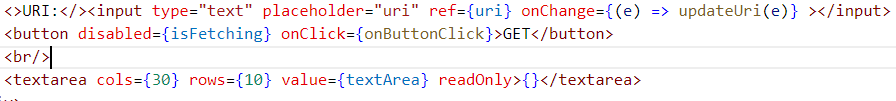 <>URI:</><input type="text" placeholder="uri" ref={uri} onChange={(e) => updateUri(e)} ></input>
<button disabled={isFetching} onClick={onButtonClick}>GET</button>
<br/>
<textarea cols={30} rows={10} value={textArea} readOnly>{}</textarea>